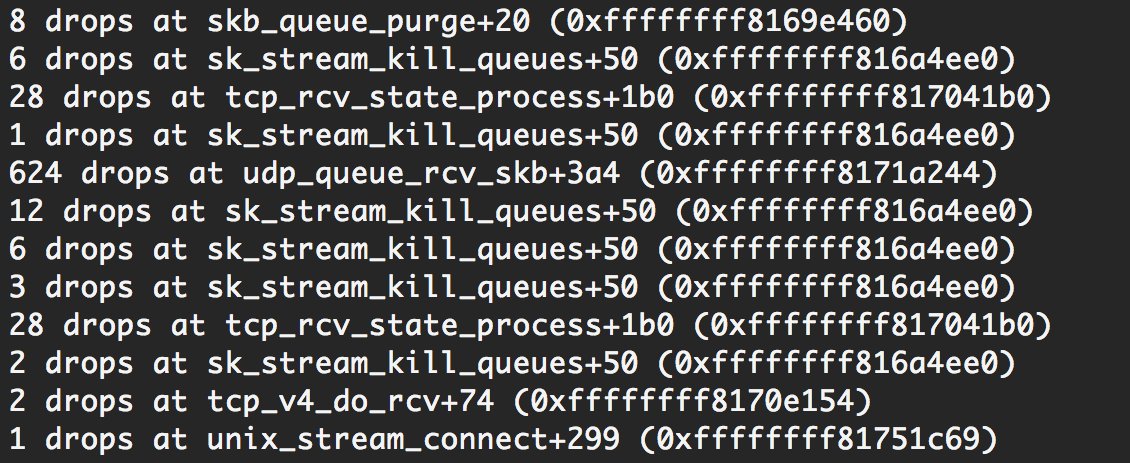 8 drops at skb_queue_purge+20 (0xffffffff8169e460)
6 drops at sk_stream_kill_queues+50 (0xffffffff816a4ee0)
28 drops at tcp_rcv_state_process+1b0 (0xffffffff817041b0)
1 drops at sk_stream_kill_queues+50 (0xffffffff816a4ee0)
624 drops at udp_queue_rcv_skb+3a4 (0xffffffff8171a244)
12 drops at sk_stream_kill_queues+50 (0xffffffff816a4ee0)
6 drops at sk_stream_kill_queues+50 (0xffffffff816a4ee0)
3 drops at sk_stream_kill_queues+50 (0xffffffff816a4ee0)
28 drops at tcp_rcv_state_process+1b0 (0xffffffff817041b0)
2 drops at sk_stream_kill_queues+50 (0xffffffff816a4ee0)
2 drops at tcp_v4_do_rcv+74 (0xffffffff8170e154)
1 drops at unix_stream_connect+299 (0xffffffff81751c69)